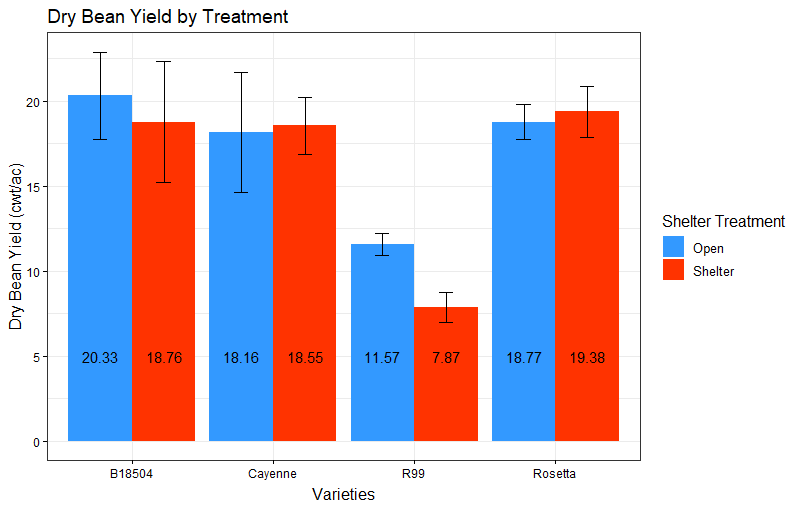 Dry Bean Yield by Treatment
Dry Bean Yield (cwt/ac)
20
15
10
5
0
20.33 18.76 18.16 18.55 11.57 7.87 18.77 19.38
B18504 Cayenne R99 Rosetta
Varieties
Shelter Treatment
Open
Shelter